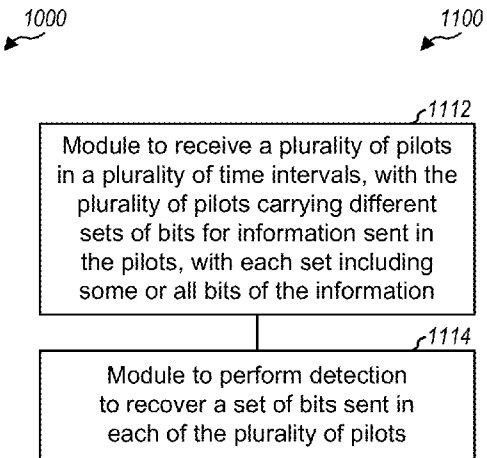 1000
1100
1112
Module to receive a plurality of pilots
in a plurality of time intervals, with the
plurality of pilots carrying different
sets of bits for information sent in
the pilots, with each set including
some or all bits of the information
1114
Module to perform detection
to recover a set of bits sent in
each of the plurality of pilots